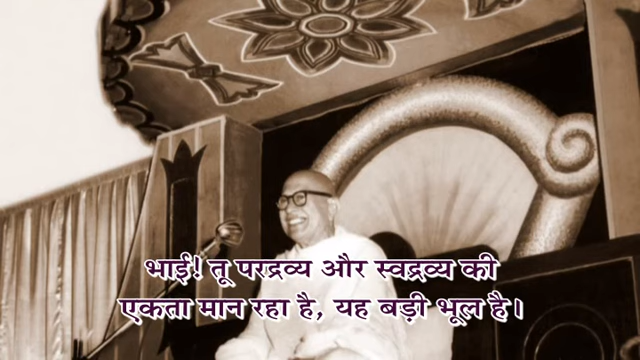 भाई! तू परद्रव्य और स्वद्रव्य की
एकता मान रहा है, यह बड़ी भूल है।